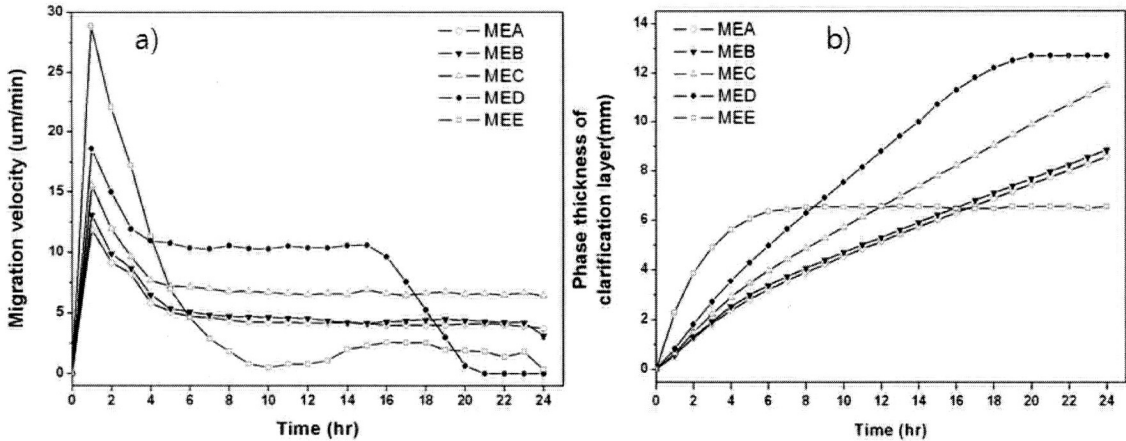 a)
Migration velocity (um/min)
30
25
20
15
10
5
0
MEA
MEB
MEC
MED
MEE
0 2 4 6 8 10 12 14 16 18 20 22 24
Time (hr)
b)
Phase thickness of
clarification layer(mm)
14
12
10
8
6
4
2
0
MEA
MEB
MEC
MED
MEE
0 2 4 6 8 10 12 14 16 18 20 22 24
Time (hr)